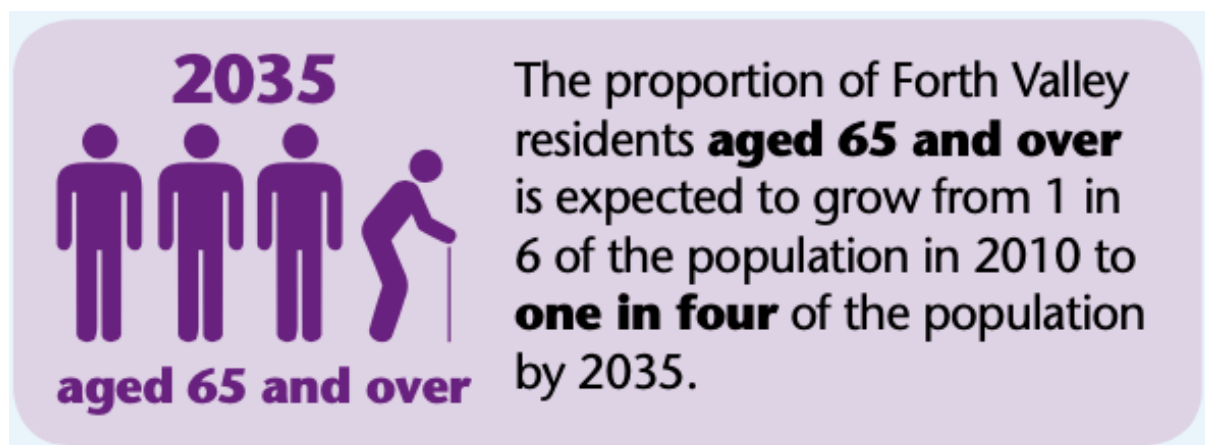 2035
aged 65 and over
The proportion of Forth Valley
residents aged 65 and over
is expected to grow from 1 in
6 of the population in 2010 to
one in four of the population
by 2035.